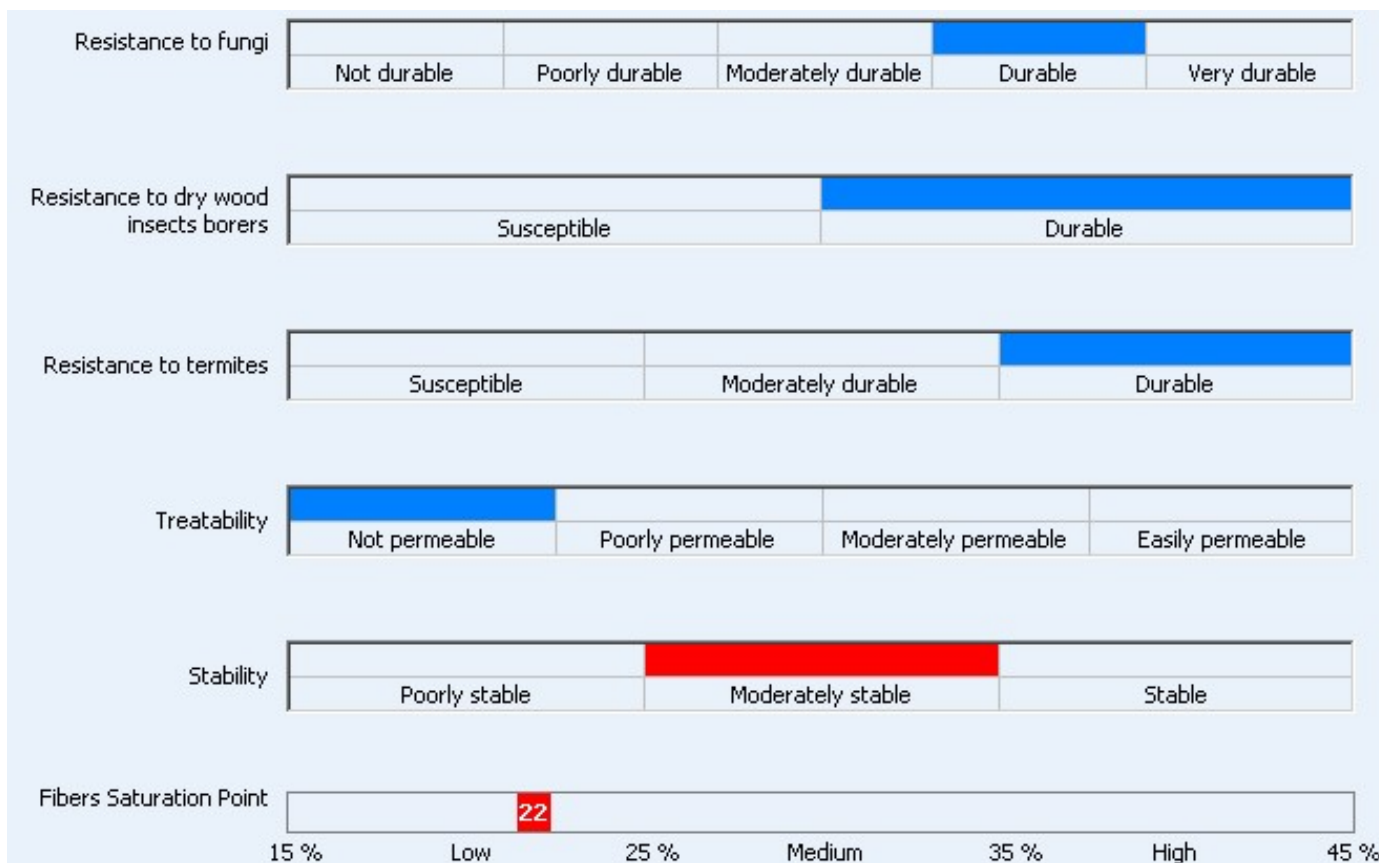 Resistance to fungi
Not durable Poorly durable Moderately durable Durable Very durable
Resistance to dry wood
insects borers
Susceptible Durable
Resistance to termites
Susceptible Moderately durable Durable
Treatability
Not permeable Poorly permeable Moderately permeable Easily permeable
Stability
Poorly stable Moderately stable Stable
Fibers Saturation Point
22
15 % Low 25 % Medium 35 % High 45 %